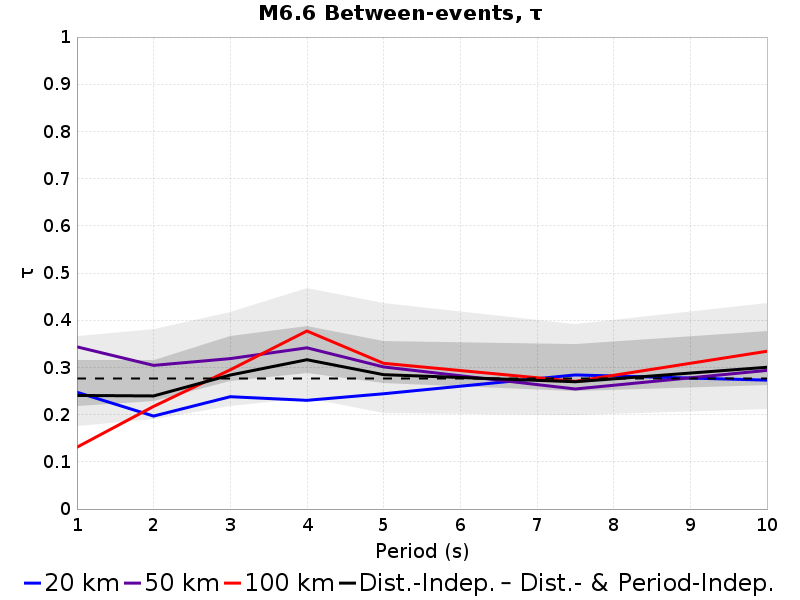 M6.6 Between-events, τ
1
0.9
0.8
0.7
0.6
0.5
0.4
0.3
0.2
0.1
0
τ
1 2 3 4 5 6 7 8 9 10
Period (s)
20 km 50 km 100 km Dist.-Indep. Dist.- & Period-Indep.